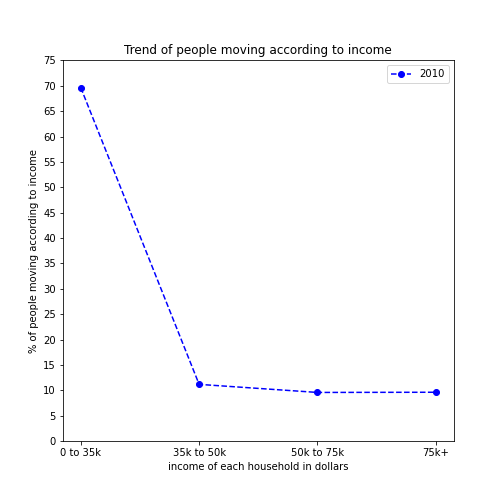 Trend of people moving according to income
2010
% of people moving according to income
75
70
65
60
55
50
45
40
35
30
25
20
15
10
5
0
0 to 35k
35k to 50k
50k to 75k
75k+
income of each household in dollars